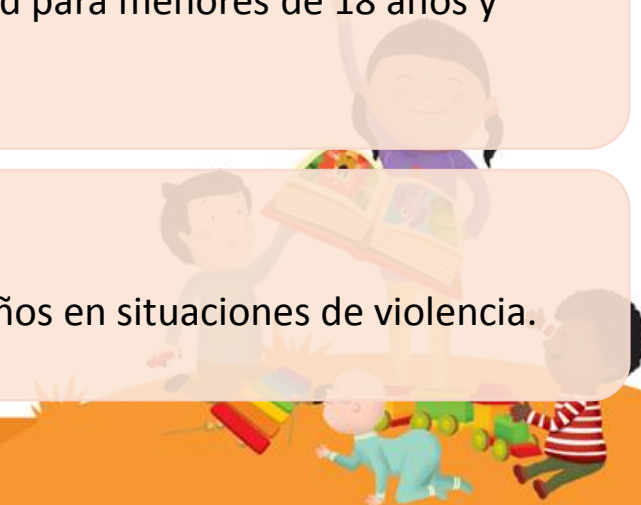 d para menores de 18 años y
ños en situaciones de violencia.